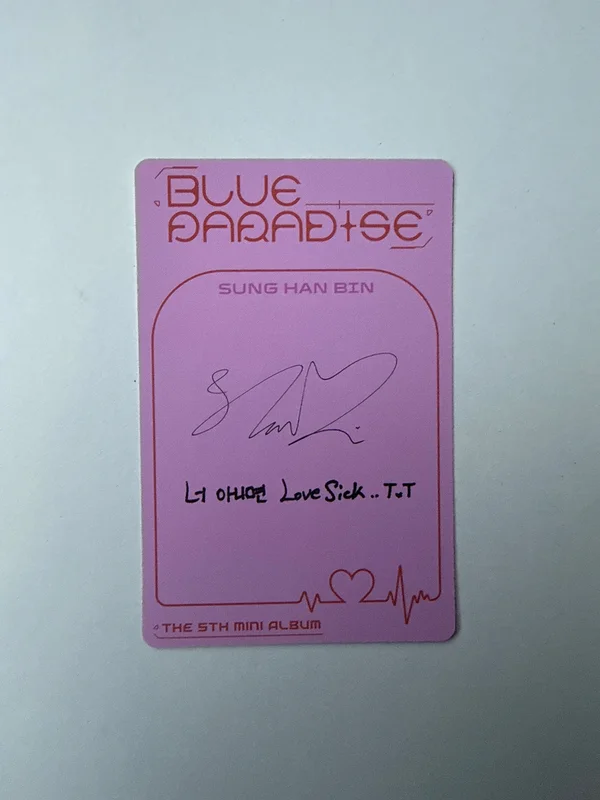 BLUE
PARADISE
SUNG HAN BIN
너 아니면 Love Sick.. T.T
THE 5TH MINI ALBUM